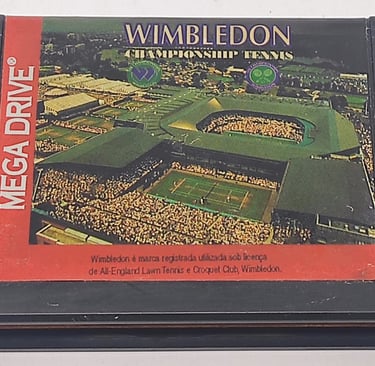 WIMBLEDON
CHAMPIONSHIP TENNIS
MEGA DRIVE®
Wimbledon é marca registrada utilizada sob licença
de All-England Lawn Tennis e Croquet Club, Wimbledon.